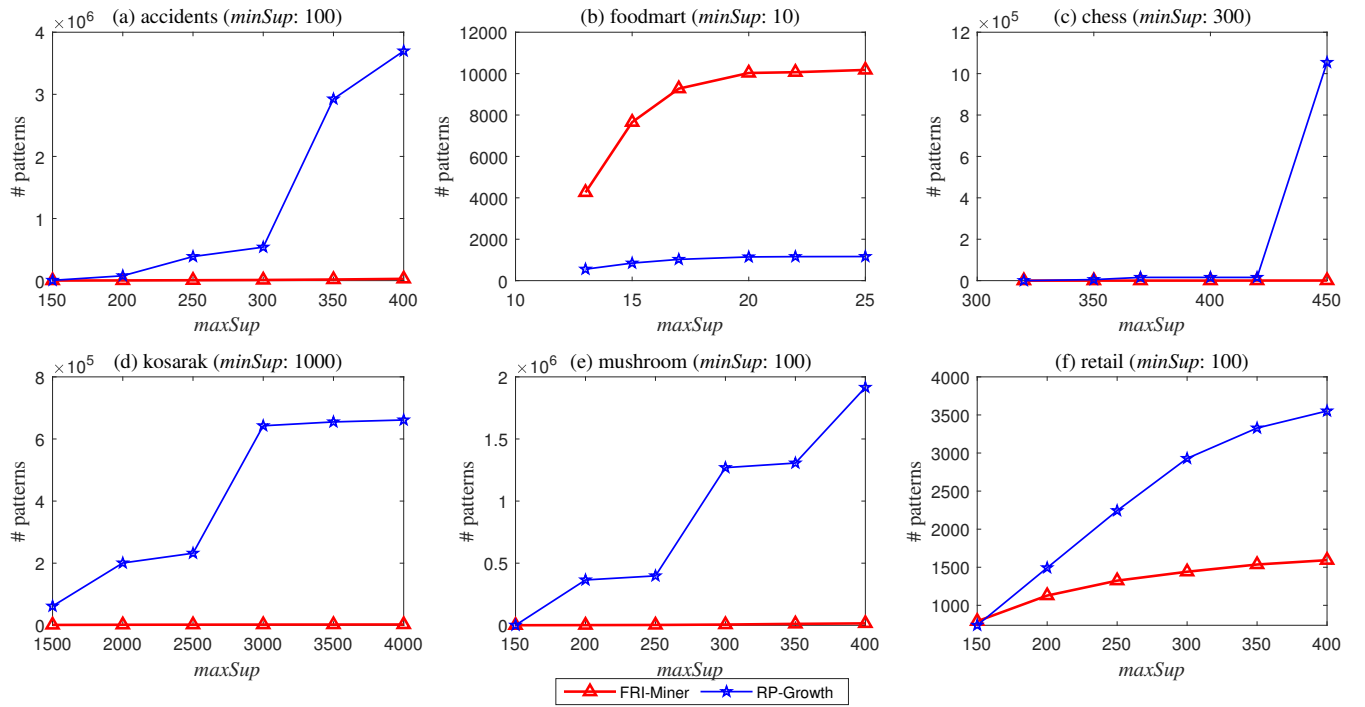 (a) accidents (minSup: 100)
×10^6
4
3
2
1
0
150 200 250 300 350 400
# patterns
maxSup
(b) foodmart (minSup: 10)
12000
10000
8000
6000
4000
2000
0
10 15 20 25
# patterns
maxSup
(c) chess (minSup: 300)
×10^5
12
10
8
6
4
2
0
300 350 400 450
# patterns
maxSup
(d) kosarak (minSup: 1000)
×10^5
8
6
4
2
0
1500 2000 2500 3000 3500 4000
# patterns
maxSup
(e) mushroom (minSup: 100)
×10^6
2
1.5
1
0.5
0
150 200 250 300 350 400
# patterns
maxSup
(f) retail (minSup: 100)
4000
3500
3000
2500
2000
1500
1000
150 200 250 300 350 400
# patterns
maxSup
FRI-Miner RP-Growth